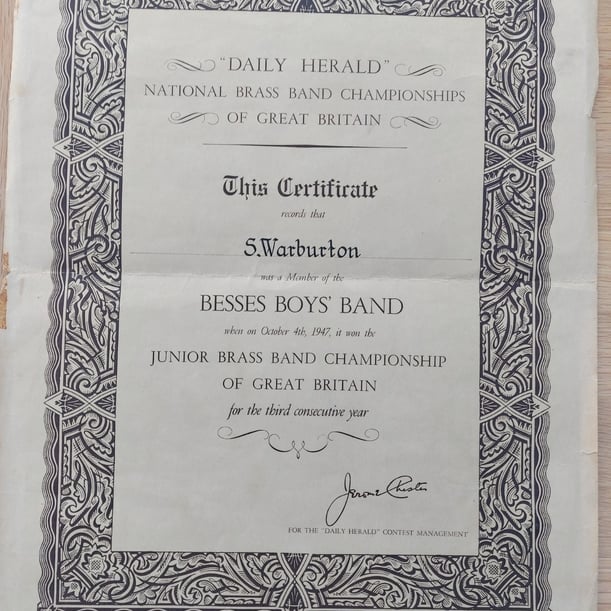 "DAILY HERALD"
NATIONAL BRASS BAND CHAMPIONSHIPS
OF GREAT BRITAIN
This Certificate
records that
S.Warburton
was a Member of the
BESSES BOYS' BAND
when on October 4th, 1947, it won the
JUNIOR BRASS BAND CHAMPIONSHIP
OF GREAT BRITAIN
for the third consecutive year
Jerome Chester
FOR THE "DAILY HERALD" CONTEST MANAGEMENT